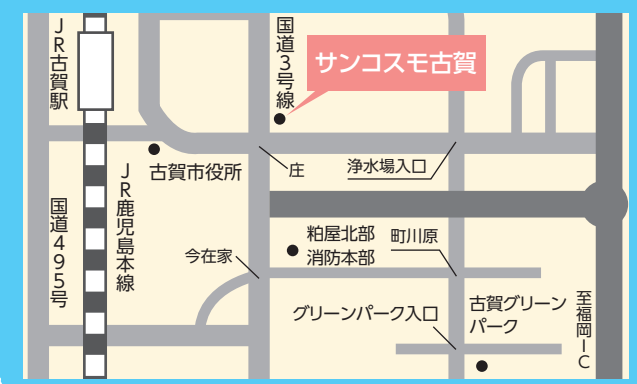 JR古賀駅
国道3号線
サンコスモ古賀
古賀市役所
庄
浄水場入口
JR鹿児島本線
国道495号
粕屋北部
消防本部
町川原
今在家
グリーンパーク入口
古賀グリーン
パーク
至福岡IC